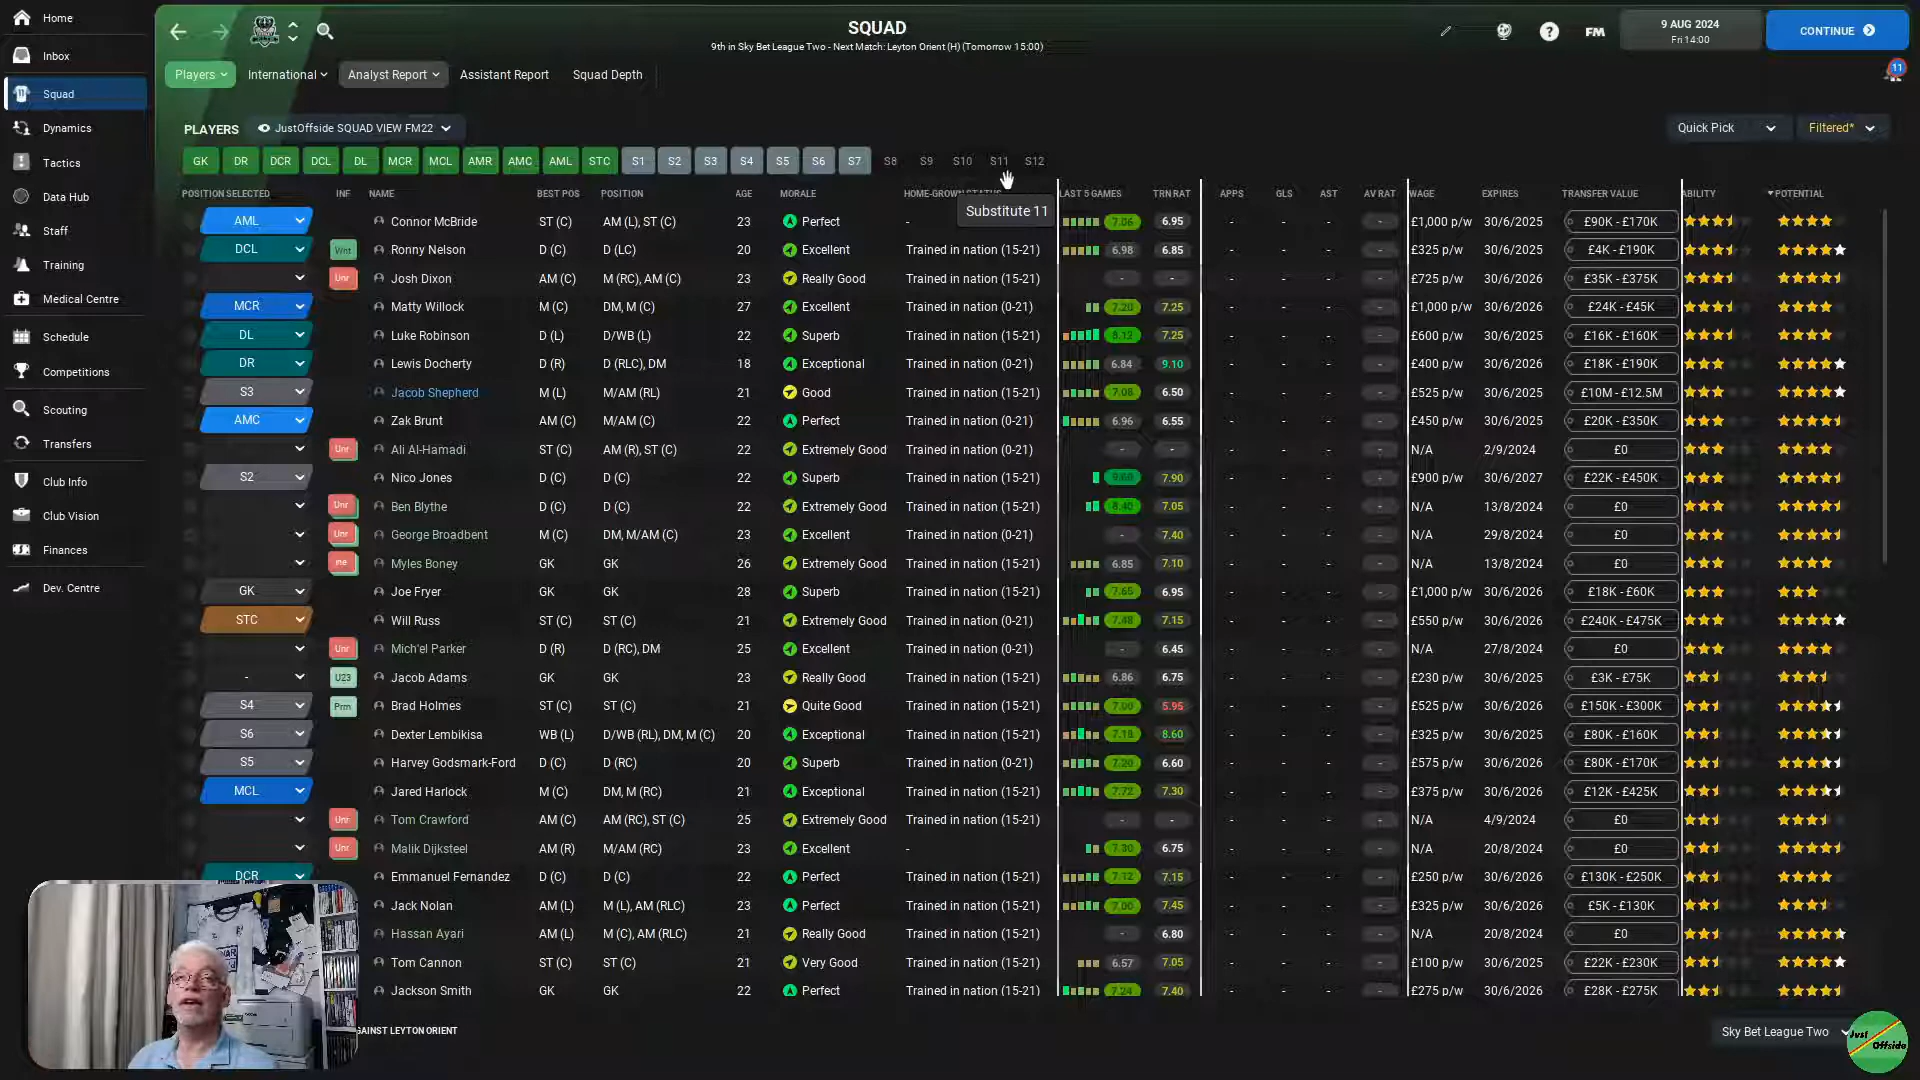 Home
Inbox
Squad
Dynamics
Tactics
Data Hub
Staff
Training
Medical Centre
Schedule
Competitions
Scouting
Transfers
Club Info
Club Vision
Finances
Dev. Centre
SQUAD
9th in Sky Bet League Two - Next Match: Leyton Orient (H) (Tomorrow 15:00)
FM
9 AUG 2024
Fri 14:00
CONTINUE
11
Players International Analyst Report Assistant Report Squad Depth
PLAYERS JustOffside SQUAD VIEW FM22 Quick Pick Filtered*
GK DR DCR DCL DL MCR MCL AMR AMC AML STC S1 S2 S3 S4 S5 S6 S7 S8 S9 S10 S11 S12
POSITION SELECTED INF NAME BEST POS POSITION AGE MORALE HOME-GROWN STATUS LAST 5 GAMES TRN RAT APPS GLS AST AV RAT WAGE EXPIRES TRANSFER VALUE ABILITY POTENTIAL
Substitute 11
AML Connor McBride ST (C) AM (L), ST (C) 23 Perfect - 7.06 6.95 - - - - £1,000 p/w 30/6/2025 £90K - £170K
DCL Wnt Ronny Nelson D (C) D (LC) 20 Excellent Trained in nation (15-21) 6.98 6.85 - - - - £325 p/w 30/6/2025 £4K - £190K
Unr Josh Dixon AM (C) M (RC), AM (C) 23 Really Good Trained in nation (15-21) - - - - - - £725 p/w 30/6/2025 £35K - £375K
MCR Matty Willock M (C) DM, M (C) 27 Excellent Trained in nation (0-21) 7.20 7.25 - - - - £1,000 p/w 30/6/2026 £24K - £45K
DL Luke Robinson D (L) D/WB (L) 22 Superb Trained in nation (15-21) 8.12 7.25 - - - - £600 p/w 30/6/2025 £16K - £160K
DR Lewis Docherty D (R) D (RLC), DM 18 Exceptional Trained in nation (0-21) 6.84 9.10 - - - - £400 p/w 30/6/2026 £18K - £190K
S3 Jacob Shepherd M (L) M/AM (RL) 21 Good Trained in nation (15-21) 7.08 6.50 - - - - £525 p/w 30/6/2025 £10M - £12.5M
AMC Zak Brunt AM (C) M/AM (C) 22 Perfect Trained in nation (0-21) 6.96 6.55 - - - - £450 p/w 30/6/2025 £20K - £350K
Unr Ali Al-Hamadi ST (C) AM (R), ST (C) 22 Extremely Good Trained in nation (0-21) - - - - - - N/A 2/9/2024 £0
S2 Nico Jones D (C) D (C) 22 Superb Trained in nation (15-21) 9.60 7.90 - - - - £900 p/w 30/6/2027 £22K - £450K
Unr Ben Blythe D (C) D (C) 22 Extremely Good Trained in nation (15-21) 8.40 7.05 - - - - N/A 13/8/2024 £0
Unr George Broadbent M (C) DM, M/AM (C) 23 Excellent Trained in nation (0-21) - 7.40 - - - - N/A 29/8/2024 £0
Ine Myles Boney GK GK 26 Extremely Good Trained in nation (15-21) 6.85 7.10 - - - - N/A 13/8/2024 £0
GK Joe Fryer GK GK 28 Superb Trained in nation (15-21) 7.65 6.95 - - - - £1,000 p/w 30/6/2025 £18K - £60K
STC Will Russ ST (C) ST (C) 21 Extremely Good Trained in nation (0-21) 7.48 7.15 - - - - £550 p/w 30/6/2026 £240K - £475K
Unr Mich'el Parker D (R) D (RC), DM 25 Excellent Trained in nation (0-21) - 6.45 - - - - N/A 27/8/2024 £0
- U23 Jacob Adams GK GK 23 Really Good Trained in nation (15-21) 6.86 6.75 - - - - £230 p/w 30/6/2025 £3K - £75K
S4 Prm Brad Holmes ST (C) ST (C) 21 Quite Good Trained in nation (15-21) 7.00 5.95 - - - - £525 p/w 30/6/2026 £150K - £300K
S6 Dexter Lembikisa WB (L) D/WB (RL), DM, M (C) 20 Exceptional Trained in nation (15-21) 7.18 8.60 - - - - £325 p/w 30/6/2025 £80K - £160K
S5 Harvey Godsmark-Ford D (C) D (RC) 20 Superb Trained in nation (0-21) 7.20 6.60 - - - - £575 p/w 30/6/2026 £80K - £170K
MCL Jared Harlock M (C) DM, M (RC) 21 Exceptional Trained in nation (15-21) 7.72 7.30 - - - - £375 p/w 30/6/2026 £12K - £425K
Unr Tom Crawford AM (C) AM (RC), ST (C) 25 Extremely Good Trained in nation (15-21) - - - - - - N/A 4/9/2024 £0
Unr Malik Dijksteel AM (R) M/AM (RC) 23 Excellent - 7.30 6.75 - - - - N/A 20/8/2024 £0
DCR Emmanuel Fernandez D (C) D (C) 22 Perfect Trained in nation (15-21) 7.12 7.15 - - - - £250 p/w 30/6/2026 £130K - £250K
Jack Nolan AM (L) M (L), AM (RLC) 23 Perfect Trained in nation (15-21) 7.00 7.45 - - - - £325 p/w 30/6/2025 £5K - £130K
Hassan Ayari AM (L) M (C), AM (RLC) 21 Really Good Trained in nation (15-21) - 6.80 - - - - N/A 20/8/2024 £0
Tom Cannon ST (C) ST (C) 21 Very Good Trained in nation (15-21) 6.57 7.05 - - - - £100 p/w 30/6/2025 £22K - £230K
Jackson Smith GK GK 22 Perfect Trained in nation (15-21) 7.24 7.40 - - - - £275 p/w 30/6/2026 £28K - £275K
GAINST LEYTON ORIENT
Sky Bet League Two
Just
Offside